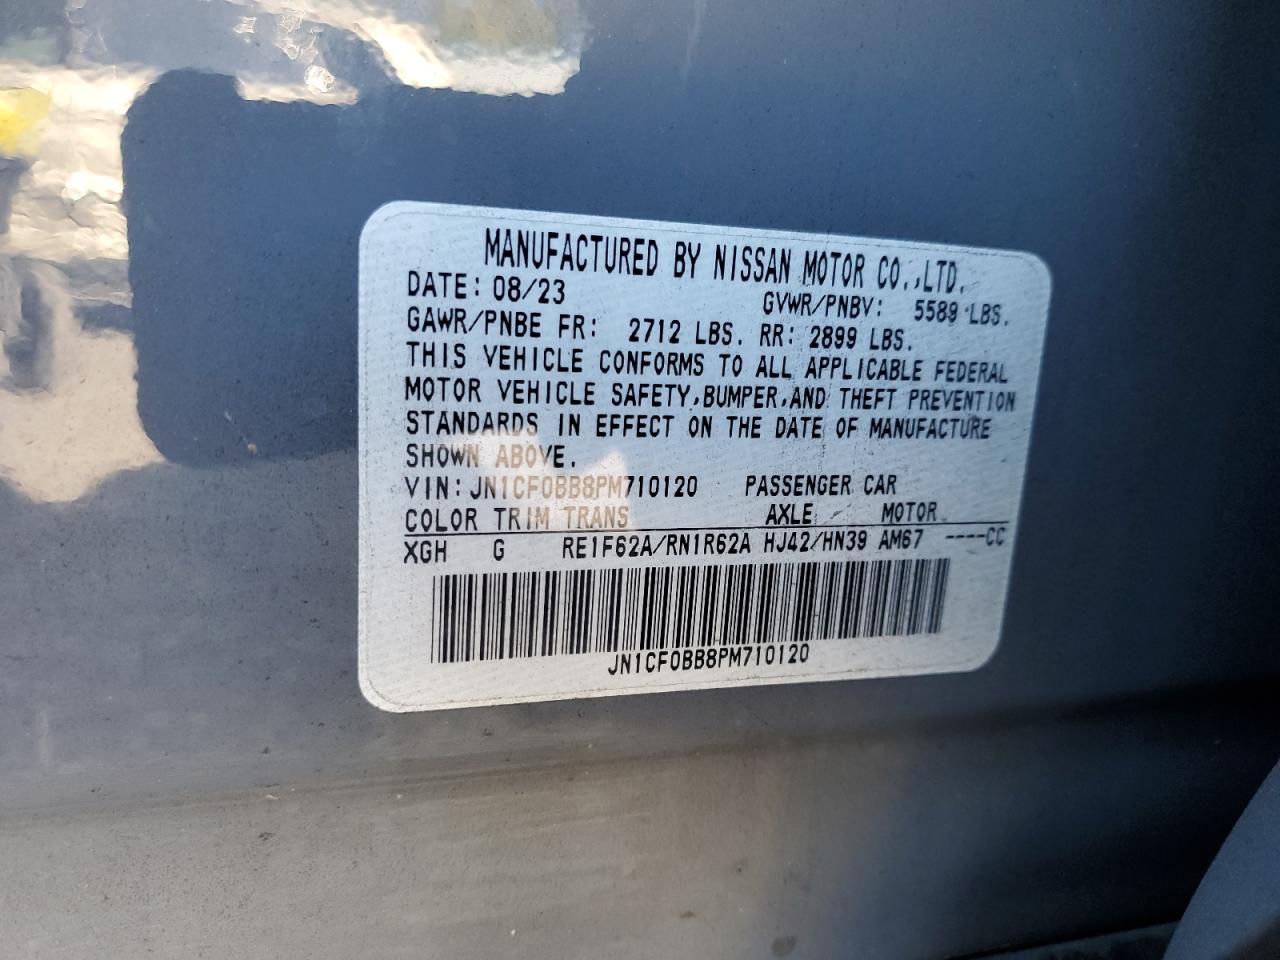 MANUFACTURED BY NISSAN MOTOR CO.,LTD.
DATE: 08/23 GVWR/PNBV: 5589 LBS.
GAWR/PNBE FR: 2712 LBS. RR: 2899 LBS.
THIS VEHICLE CONFORMS TO ALL APPLICABLE FEDERAL
MOTOR VEHICLE SAFETY,BUMPER,AND THEFT PREVENTION
STANDARDS IN EFFECT ON THE DATE OF MANUFACTURE
SHOWN ABOVE.
VIN: JN1CF0BB8PM710120 PASSENGER CAR
COLOR TRIM TRANS AXLE MOTOR
XGH G RE1F62A/RN1R62A HJ42/HN39 AM67 ----CC
JN1CF0BB8PM710120